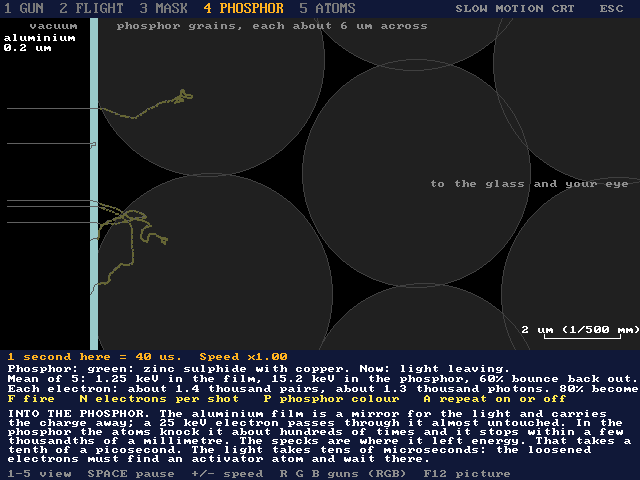 1 GUN  2 FLIGHT  3 MASK  4 PHOSPHOR  5 ATOMS  SLOW MOTION CRT  ESC
vacuum  phosphor grains, each about 6 um across
aluminium
0.2 um
to the glass and your eye
2 um (1/500 mm)
1 second here = 40 us.  Speed x1.00
Phosphor: green: zinc sulphide with copper. Now: light leaving.
Mean of 5: 1.25 keV in the film, 15.2 keV in the phosphor, 60% bounce back out.
Each electron: about 1.4 thousand pairs, about 1.3 thousand photons. 80% become
F fire  N electrons per shot  P phosphor colour  A repeat on or off
INTO THE PHOSPHOR. The aluminium film is a mirror for the light and carries
the charge away; a 25 keV electron passes through it almost untouched. In the
phosphor the atoms knock it about hundreds of times and it stops within a few
thousandths of a millimetre. The specks are where it left energy. That takes a
tenth of a picosecond. The light takes tens of microseconds: the loosened
electrons must find an activator atom and wait there.
1-5 view  SPACE pause  +/- speed  R G B guns (RGB)  F12 picture